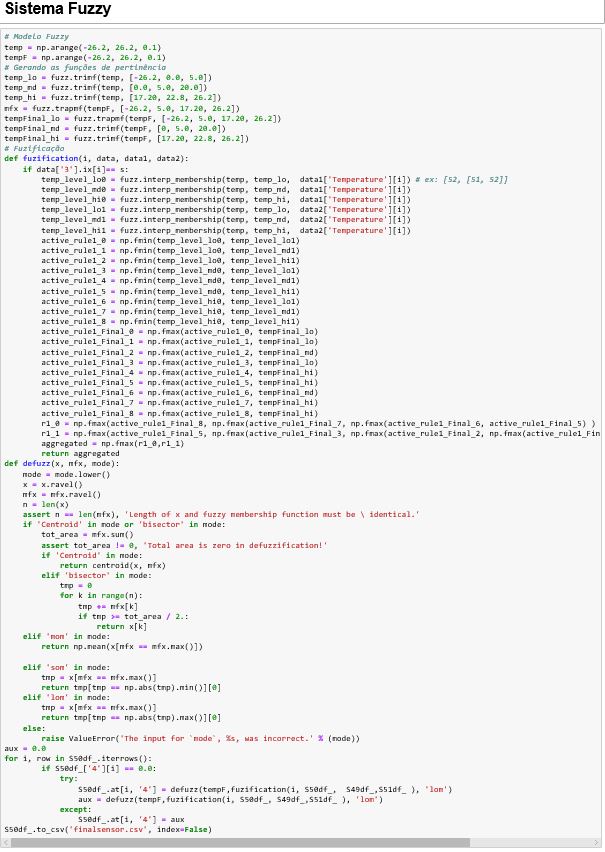 Sistema Fuzzy
# Modelo Fuzzy
temp = np.arange(-26.2, 26.2, 0.1)
tempF = np.arange(-26.2, 26.2, 0.1)
# Gerando as funções de pertinência
temp_lo = fuzz.trimf(temp, [-26.2, 0.0, 5.0])
temp_md = fuzz.trimf(temp, [0.0, 5.0, 20.0])
temp_hi = fuzz.trimf(temp, [17.20, 22.8, 26.2])
mfx = fuzz.trapmf(tempF, [-26.2, 5.0, 17.20, 26.2])
tempFinal_lo = fuzz.trapmf(tempF, [-26.2, 5.0, 17.20, 26.2])
tempFinal_md = fuzz.trimf(tempF, [0, 5.0, 20.0])
tempFinal_hi = fuzz.trimf(tempF, [17.20, 22.8, 26.2])
# Fuzificação
def fuzification(i, data, data1, data2):
    if data['3'].ix[i]== s:
        temp_level_lo0 = fuzz.interp_membership(temp, temp_lo,  data1['Temperature'][i]) # ex: [52, [51, 52]]
        temp_level_md0 = fuzz.interp_membership(temp, temp_md,  data1['Temperature'][i])
        temp_level_hi0 = fuzz.interp_membership(temp, temp_hi,  data1['Temperature'][i])
        temp_level_lo1 = fuzz.interp_membership(temp, temp_lo,  data2['Temperature'][i])
        temp_level_md1 = fuzz.interp_membership(temp, temp_md,  data2['Temperature'][i])
        temp_level_hi1 = fuzz.interp_membership(temp, temp_hi,  data2['Temperature'][i])
        active_rule1_0 = np.fmin(temp_level_lo0, temp_level_lo1)
        active_rule1_1 = np.fmin(temp_level_lo0, temp_level_md1)
        active_rule1_2 = np.fmin(temp_level_lo0, temp_level_hi1)
        active_rule1_3 = np.fmin(temp_level_md0, temp_level_lo1)
        active_rule1_4 = np.fmin(temp_level_md0, temp_level_md1)
        active_rule1_5 = np.fmin(temp_level_md0, temp_level_hi1)
        active_rule1_6 = np.fmin(temp_level_hi0, temp_level_lo1)
        active_rule1_7 = np.fmin(temp_level_hi0, temp_level_md1)
        active_rule1_8 = np.fmin(temp_level_hi0, temp_level_hi1)
        active_rule1_Final_0 = np.fmax(active_rule1_0, tempFinal_lo)
        active_rule1_Final_1 = np.fmax(active_rule1_1, tempFinal_lo)
        active_rule1_Final_2 = np.fmax(active_rule1_2, tempFinal_md)
        active_rule1_Final_3 = np.fmax(active_rule1_3, tempFinal_lo)
        active_rule1_Final_4 = np.fmax(active_rule1_4, tempFinal_hi)
        active_rule1_Final_5 = np.fmax(active_rule1_5, tempFinal_hi)
        active_rule1_Final_6 = np.fmax(active_rule1_6, tempFinal_md)
        active_rule1_Final_7 = np.fmax(active_rule1_7, tempFinal_hi)
        active_rule1_Final_8 = np.fmax(active_rule1_8, tempFinal_hi)
        r1_0 = np.fmax(active_rule1_Final_8, np.fmax(active_rule1_Final_7, np.fmax(active_rule1_Final_6, active_rule1_Final_5) )
        r1_1 = np.fmax(active_rule1_Final_5, np.fmax(active_rule1_Final_3, np.fmax(active_rule1_Final_2, np.fmax(active_rule1_Fin
        aggregated = np.fmax(r1_0,r1_1)
        return aggregated
def defuzz(x, mfx, mode):
    mode = mode.lower()
    x = x.ravel()
    mfx = mfx.ravel()
    n = len(x)
    assert n == len(mfx), 'Length of x and fuzzy membership function must be \ identical.'
    if 'Centroid' in mode or 'bisector' in mode:
        tot_area = mfx.sum()
        assert tot_area != 0, 'Total area is zero in defuzzification!'
        if 'Centroid' in mode:
            return centroid(x, mfx)
        elif 'bisector' in mode:
            tmp = 0
            for k in range(n):
                tmp += mfx[k]
                if tmp >= tot_area / 2.:
                    return x[k]
    elif 'mom' in mode:
        return np.mean(x[mfx == mfx.max()])
    elif 'som' in mode:
        tmp = x[mfx == mfx.max()]
        return tmp[tmp == np.abs(tmp).min()][0]
    elif 'lom' in mode:
        tmp = x[mfx == mfx.max()]
        return tmp[tmp == np.abs(tmp).max()][0]
    else:
        raise ValueError('The input for `mode`, %s, was incorrect.' % (mode))
aux = 0.0
for i, row in S50df_.iterrows():
        if S50df_['4'][i] == 0.0:
            try:
                S50df_.at[i, '4'] = defuzz(tempF,fuzification(i, S50df_,  S49df_,S51df_ ), 'lom')
                aux = defuzz(tempF,fuzification(i, S50df_, S49df_,S51df_ ), 'lom')
            except:
                S50df_.at[i, '4'] = aux
S50df_.to_csv('finalsensor.csv', index=False)